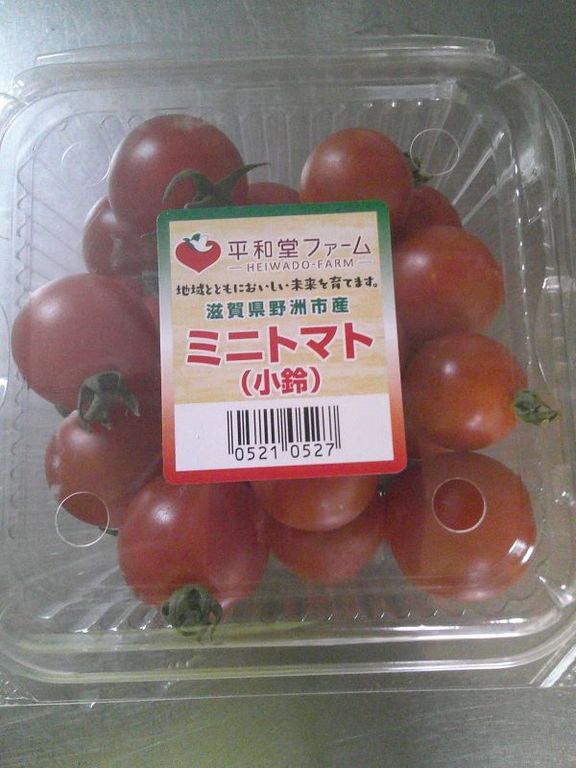 平和堂ファーム
HEIWADO-FARM
地域とともにおいしい未来を育てます。
滋賀県野洲市産
ミニトマト
(小鈴)
0521 0527